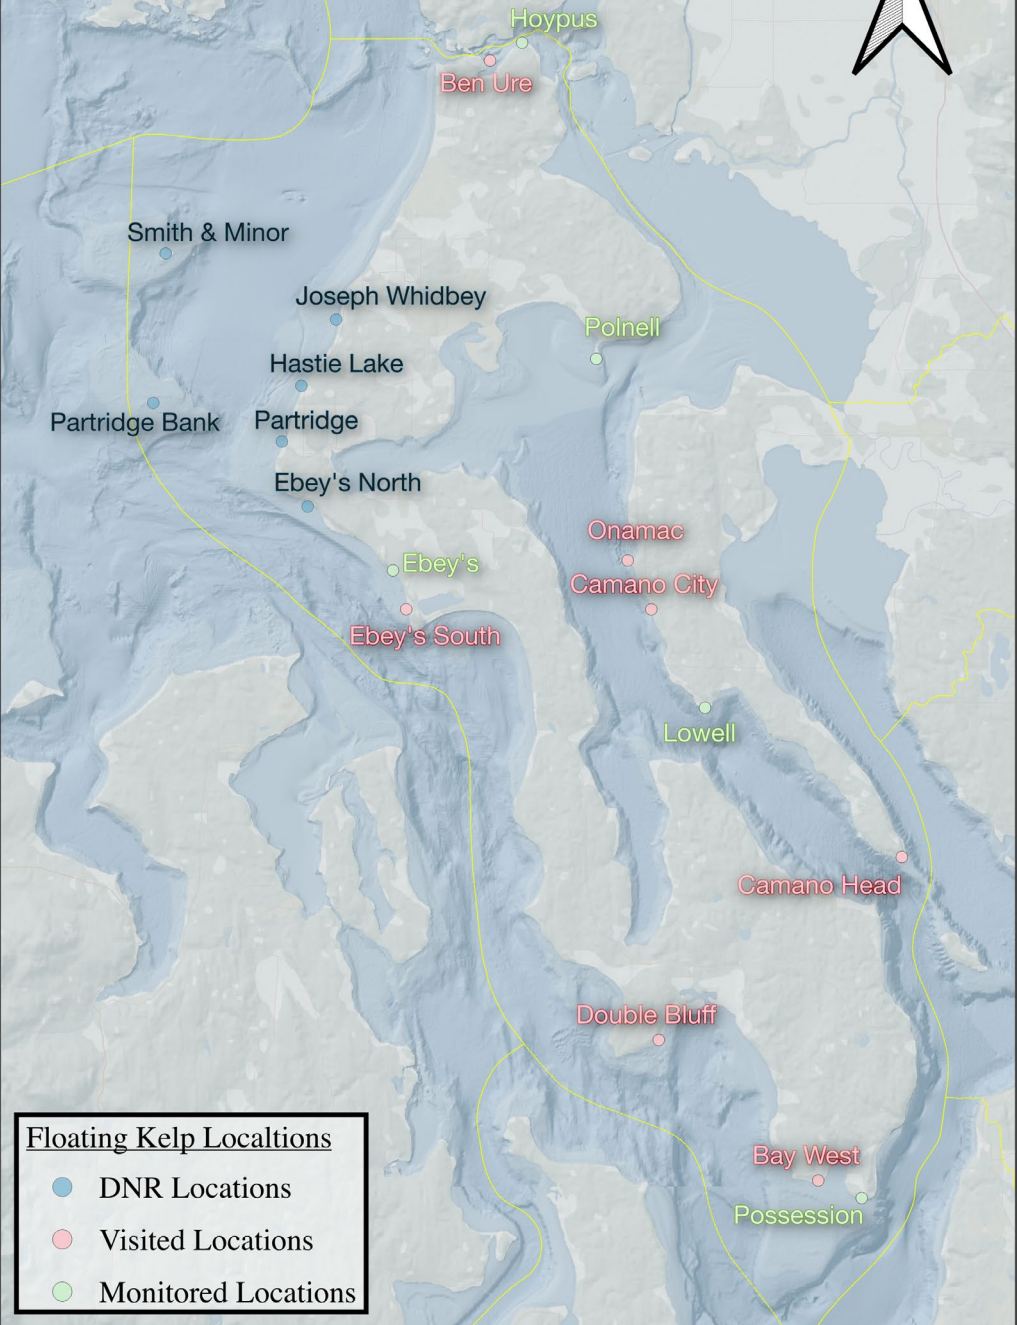 Hoypus
Ben Ure
Smith & Minor
Joseph Whidbey
Polnell
Hastie Lake
Partridge Bank
Partridge
Ebey's North
Onamac
Ebey's
Camano City
Ebey's South
Lowell
Camano Head
Double Bluff
Bay West
Possession
Floating Kelp Localtions
DNR Locations
Visited Locations
Monitored Locations